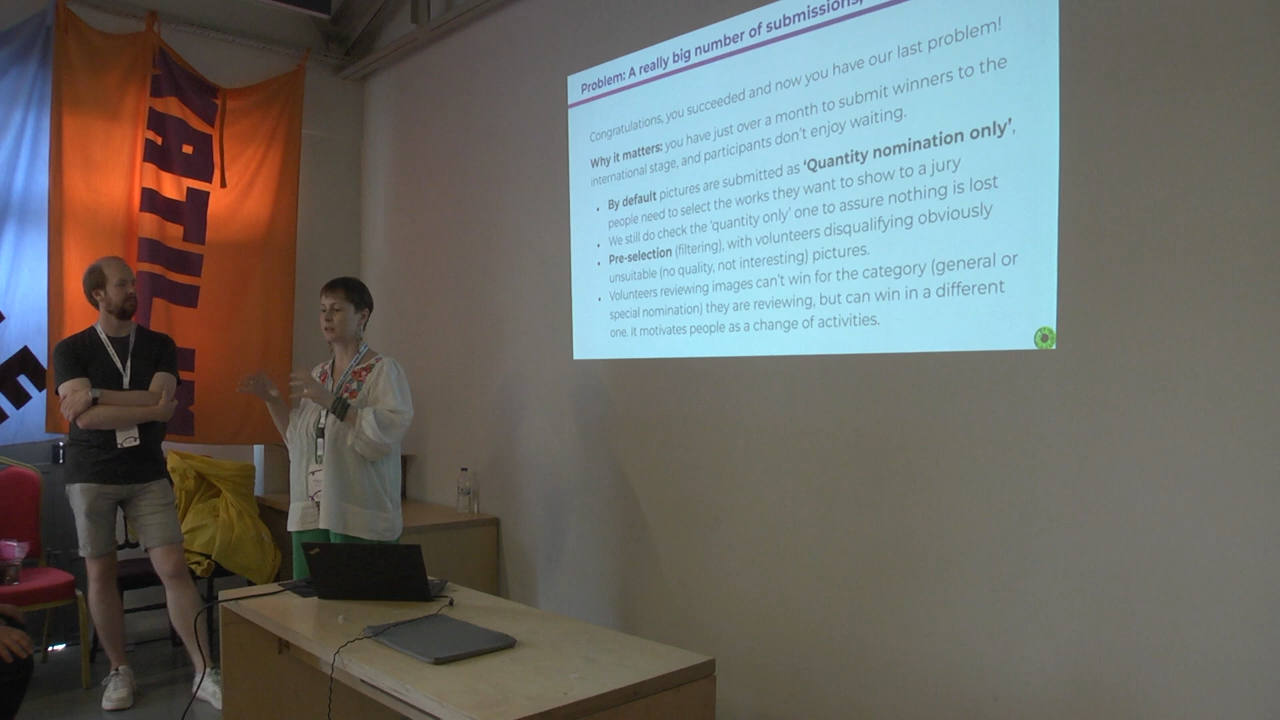 Problem: A really big number of submissions,
Congratulations, you succeeded and now you have our last problem!
Why it matters: you have just over a month to submit winners to the
international stage, and participants don't enjoy waiting.
• By default pictures are submitted as 'Quantity nomination only',
people need to select the works they want to show to a jury
• We still do check the 'quantity only' one to assure nothing is lost
• Pre-selection (filtering), with volunteers disqualifying obviously
unsuitable (no quality, not interesting) pictures.
• Volunteers reviewing images can't win for the category (general or
special nomination) they are reviewing, but can win in a different
one. It motivates people as a change of activities.